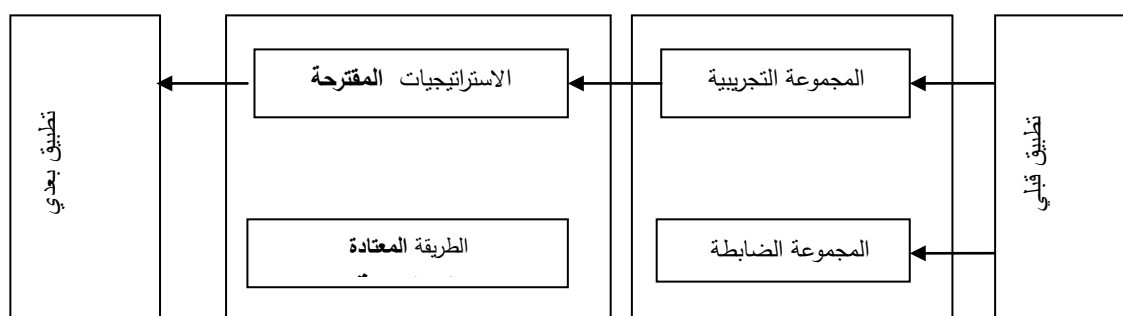 تطبيق قبلي
المجموعة التجريبية
الاستراتيجيات المقترحة
تطبيق بعدي
المجموعة الضابطة
الطريقة المعتادة